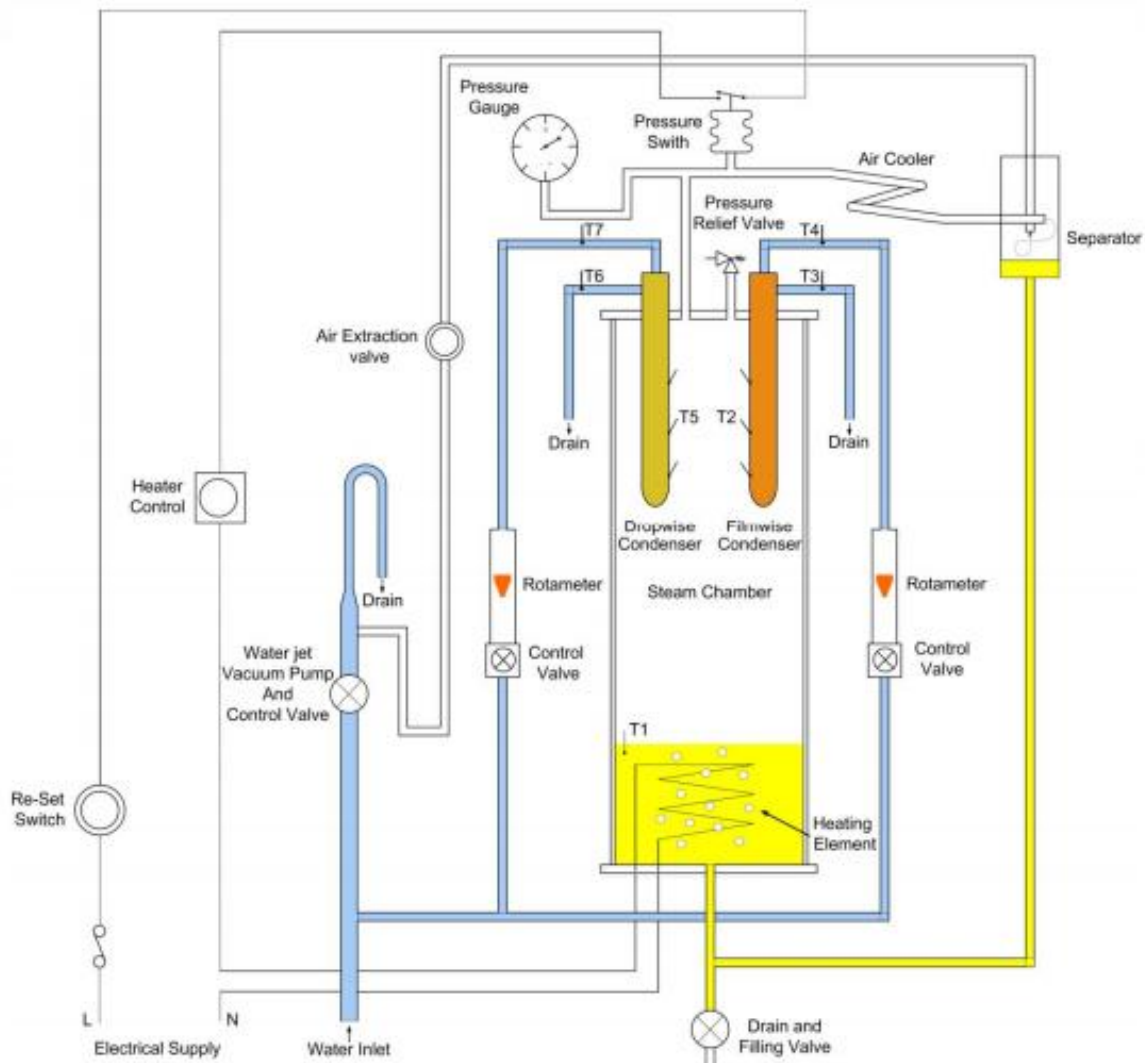 Pressure
Gauge
Pressure
Swith
Air Cooler
Pressure
Relief Valve
T7
T4
Separator
T6
T3
Air Extraction
valve
T5
T2
Drain
Drain
Heater
Control
Dropwise
Condenser
Filmwise
Condenser
Rotameter
Steam Chamber
Rotameter
Drain
Water jet
Vacuum Pump
And
Control Valve
Control
Valve
Control
Valve
T1
Re-Set
Switch
Heating
Element
L
N
Electrical Supply
Water Inlet
Drain and
Filling Valve